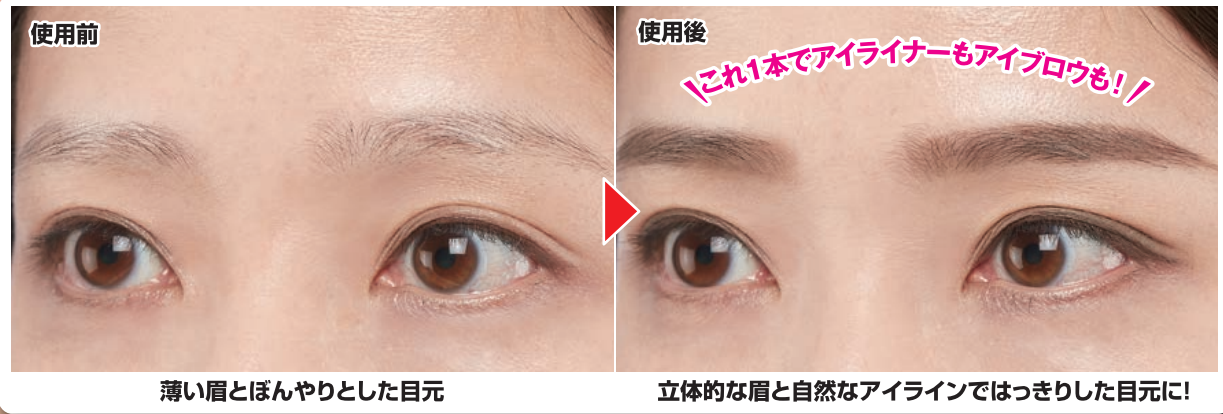 使用前
使用後
これ1本でアイライナーもアイブロウも！
薄い眉とぼんやりとした目元
立体的な眉と自然なアイラインではっきりした目元に!